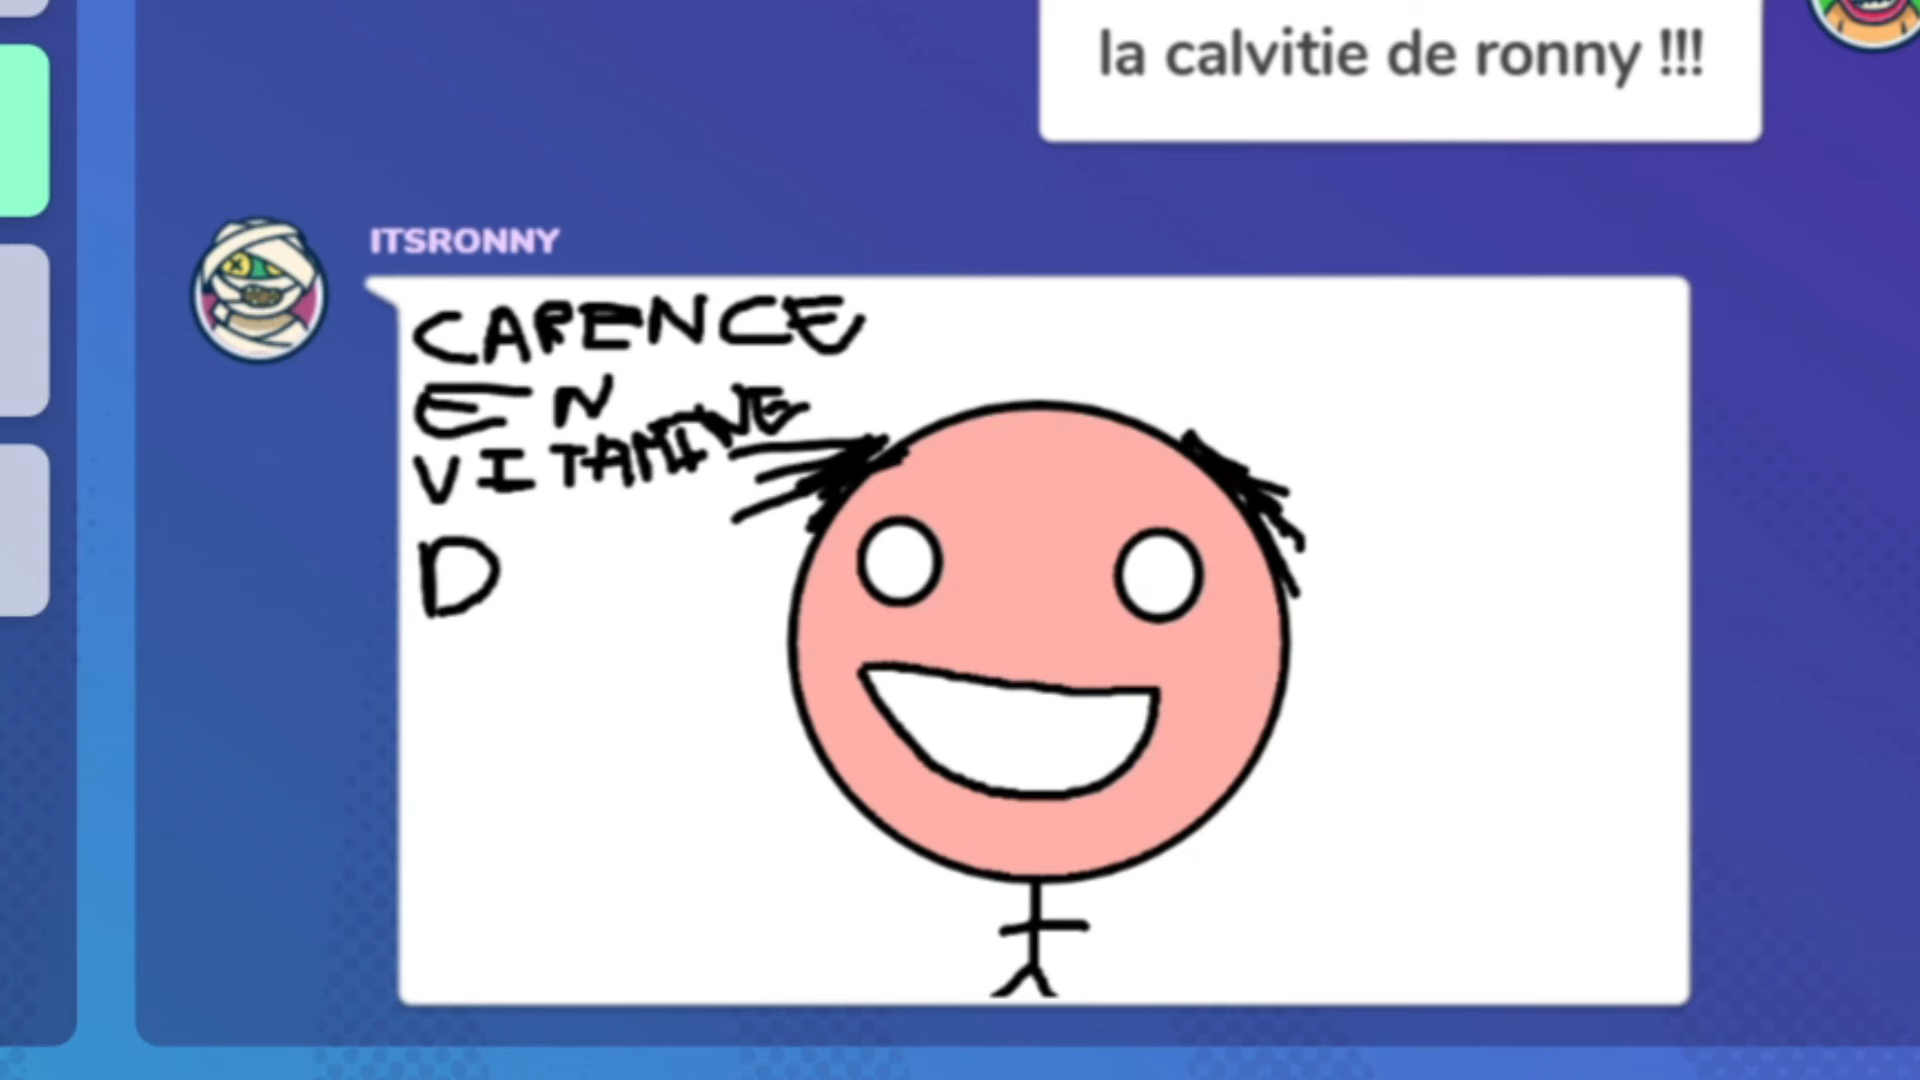 la calvitie de ronny !!!
ITSRONNY
CARENCE
EN
VITAMINE
D